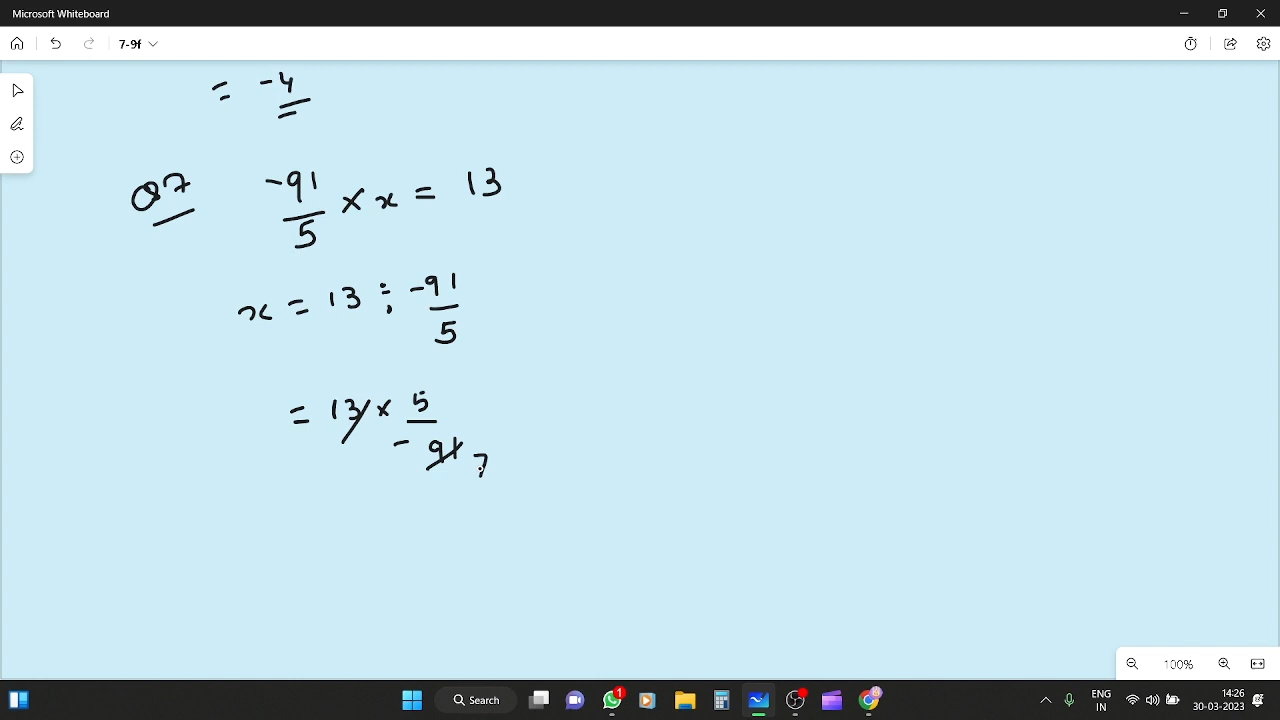 Microsoft Whiteboard
7-9f
= -4
Q7 -91/5 × x = 13
x = 13 ÷ -91/5
= 13 × 5/-91 7
100%
Search
1
ENG
IN
14:26
30-03-2023